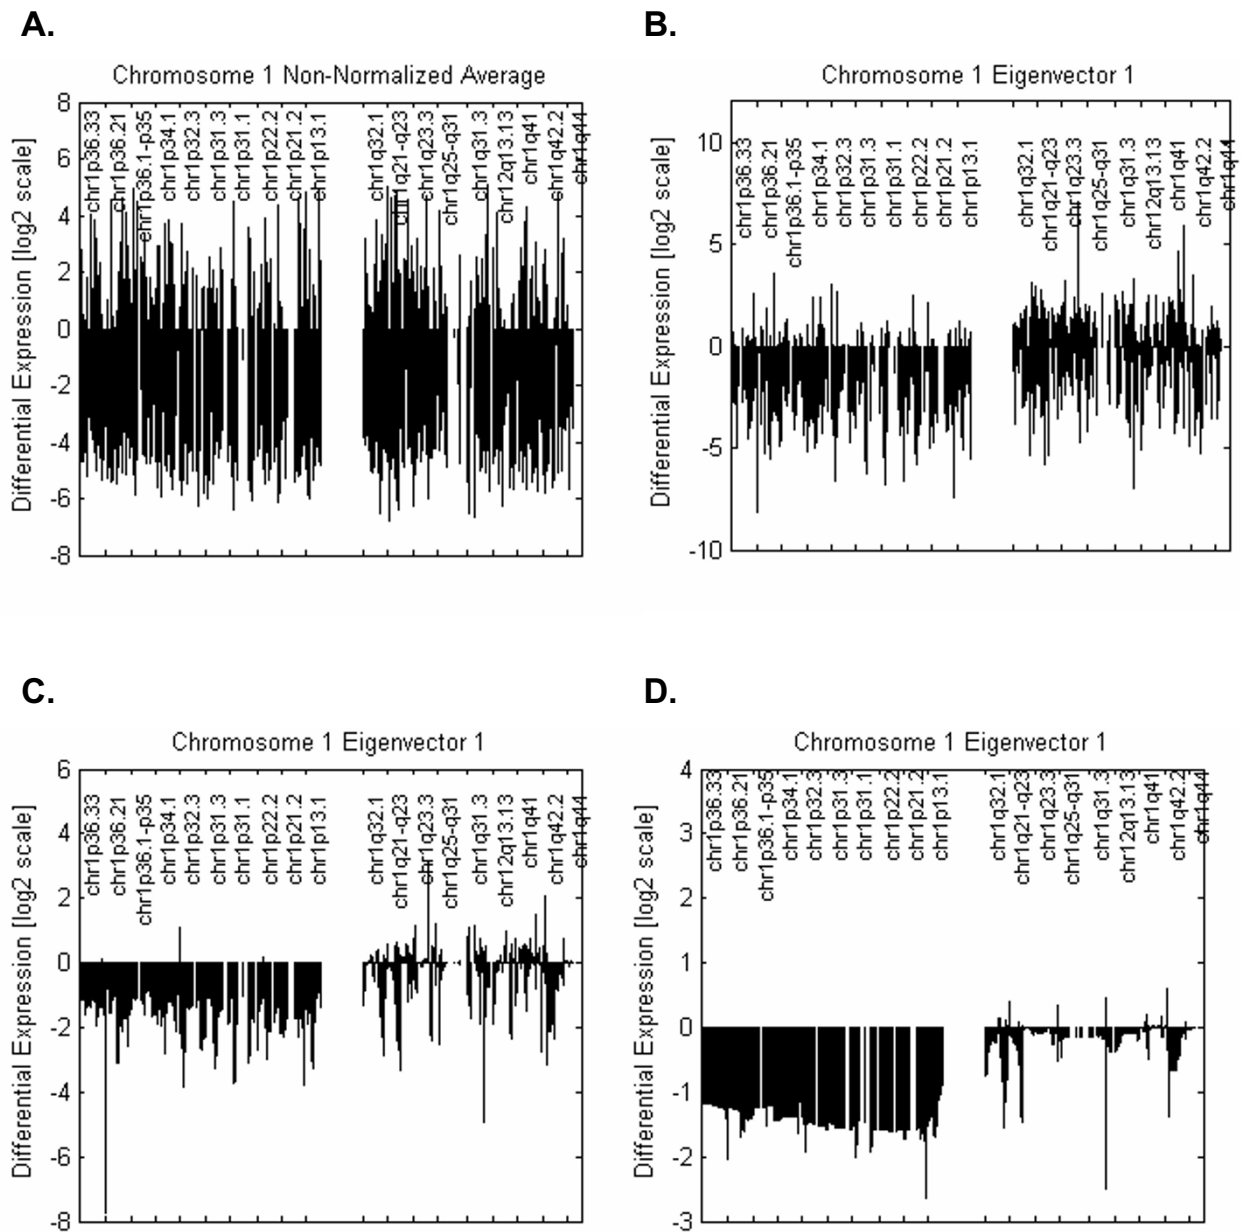 A.
Chromosome 1 Non-Normalized Average
Differential Expression [log2 scale]
8
6
4
2
0
-2
-4
-6
-8
chr1p36.33
chr1p36.21
chr1p36.1-p35
chr1p34.1
chr1p32.3
chr1p31.3
chr1p31.1
chr1p22.2
chr1p21.2
chr1p13.1
chr1q32.1
chr1q21-q23
chr1q23.3
chr1q25-q31
chr1q31.3
chr12q13.13
chr1q41
chr1q42.2
chr1q44
B.
Chromosome 1 Eigenvector 1
Differential Expression [log2 scale]
10
5
0
-5
-10
chr1p36.33
chr1p36.21
chr1p36.1-p35
chr1p34.1
chr1p32.3
chr1p31.3
chr1p31.1
chr1p22.2
chr1p21.2
chr1p13.1
chr1q32.1
chr1q21-q23
chr1q23.3
chr1q25-q31
chr1q31.3
chr12q13.13
chr1q41
chr1q42.2
chr1q44
C.
Chromosome 1 Eigenvector 1
Differential Expression [log2 scale]
6
4
2
0
-2
-4
-6
-8
chr1p36.33
chr1p36.21
chr1p36.1-p35
chr1p34.1
chr1p32.3
chr1p31.3
chr1p31.1
chr1p22.2
chr1p21.2
chr1p13.1
chr1q32.1
chr1q21-q23
chr1q23.3
chr1q25-q31
chr1q31.3
chr12q13.13
chr1q41
chr1q42.2
chr1q44
D.
Chromosome 1 Eigenvector 1
Differential Expression [log2 scale]
4
3
2
1
0
-1
-2
-3
chr1p36.33
chr1p36.21
chr1p36.1-p35
chr1p34.1
chr1p32.3
chr1p31.3
chr1p31.1
chr1p22.2
chr1p21.2
chr1p13.1
chr1q32.1
chr1q21-q23
chr1q23.3
chr1q25-q31
chr1q31.3
chr12q13.13
chr1q41
chr1q42.2
chr1q44